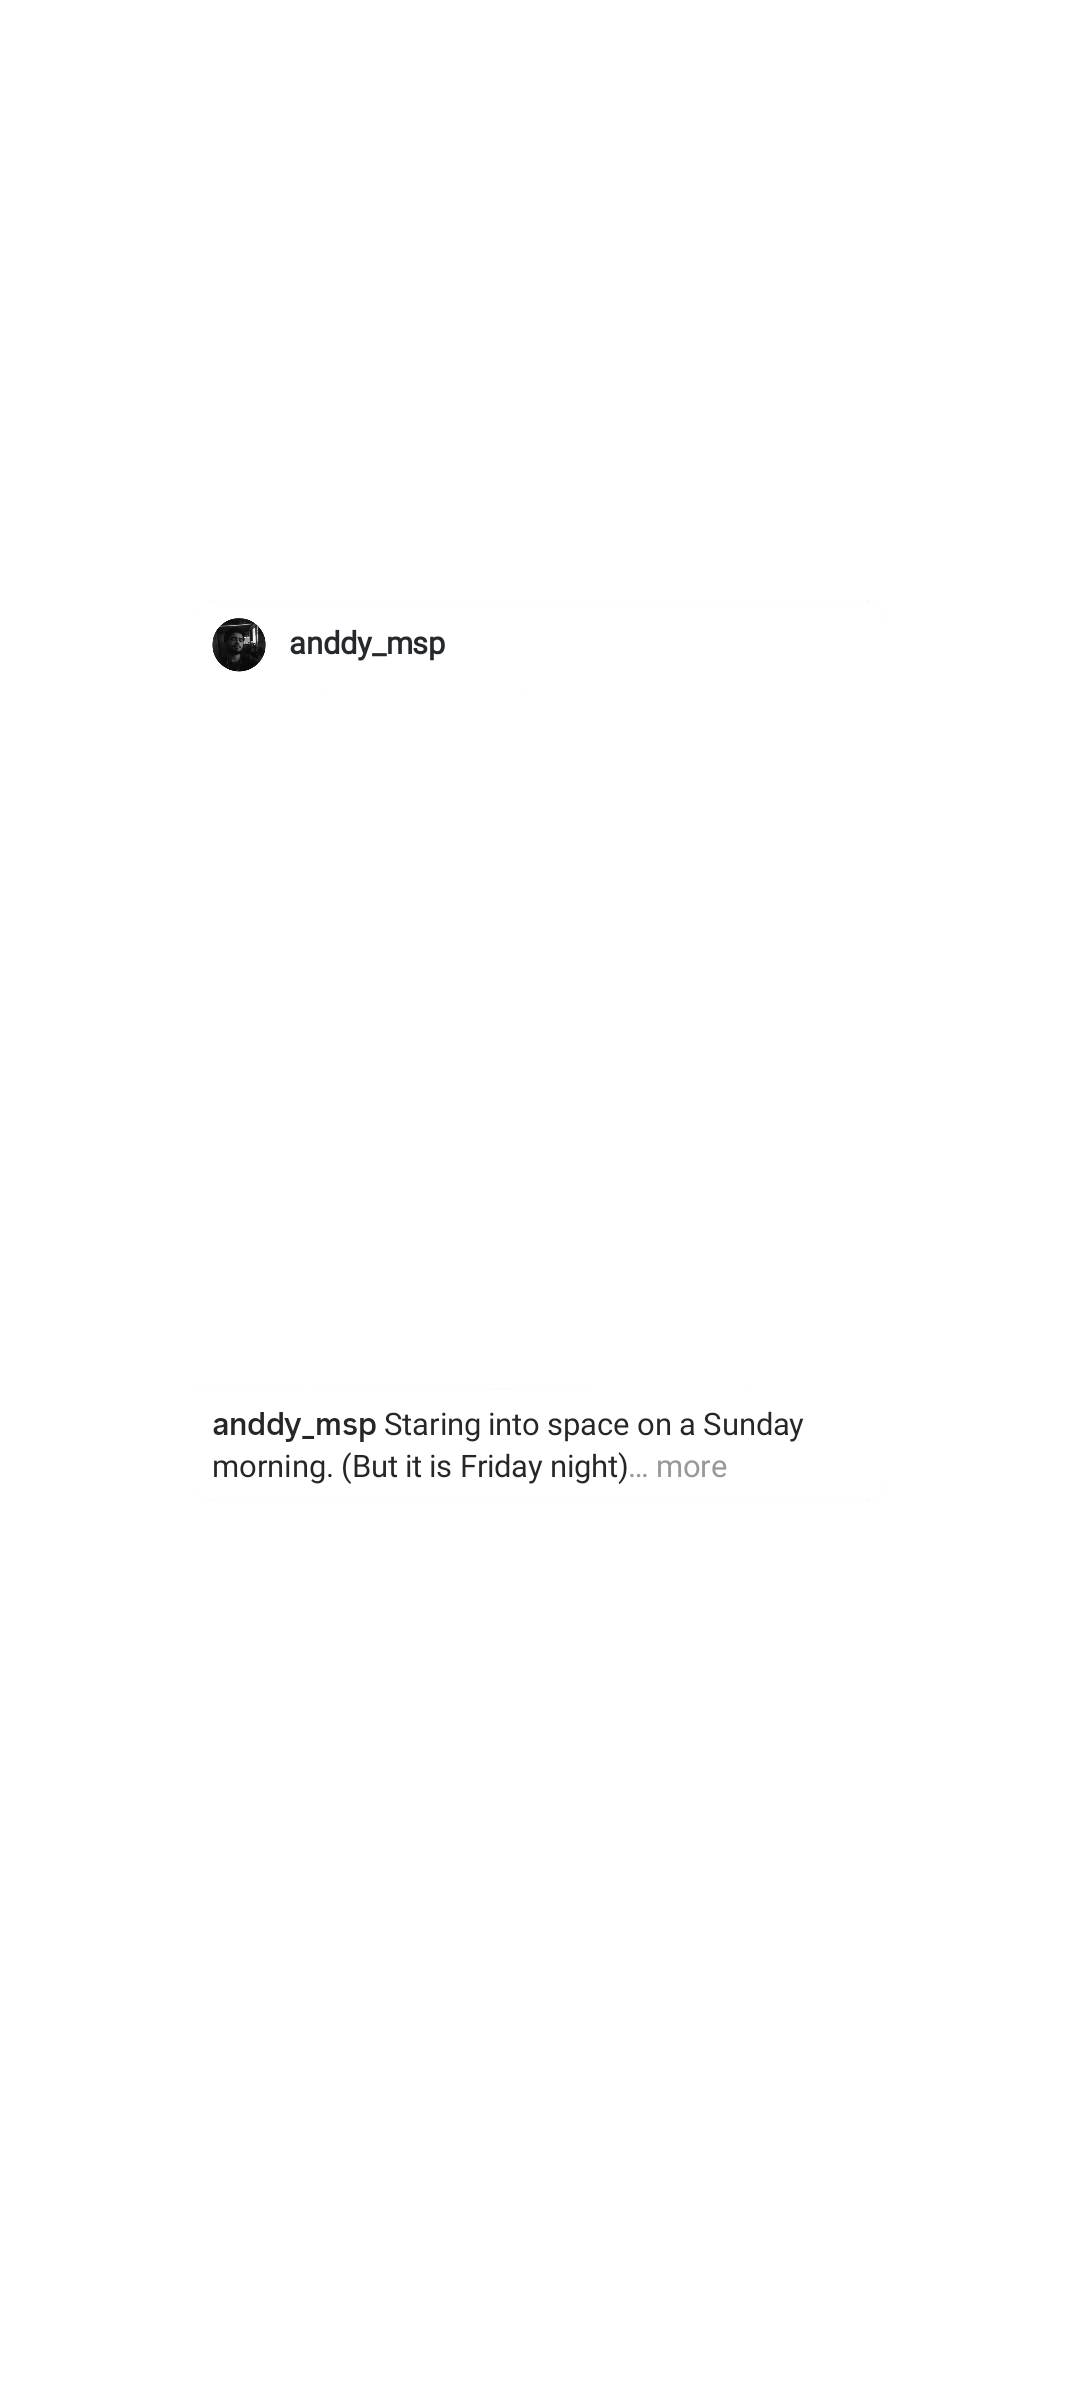 anddy_msp
anddy_msp Staring into space on a Sunday
morning. (But it is Friday night)... more